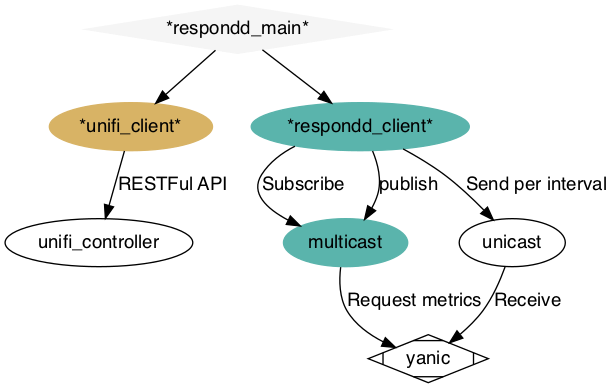 *respondd_main*
*unifi_client*
*respondd_client*
RESTFul API
Subscribe
publish
Send per interval
unifi_controller
multicast
unicast
Request metrics
Receive
yanic